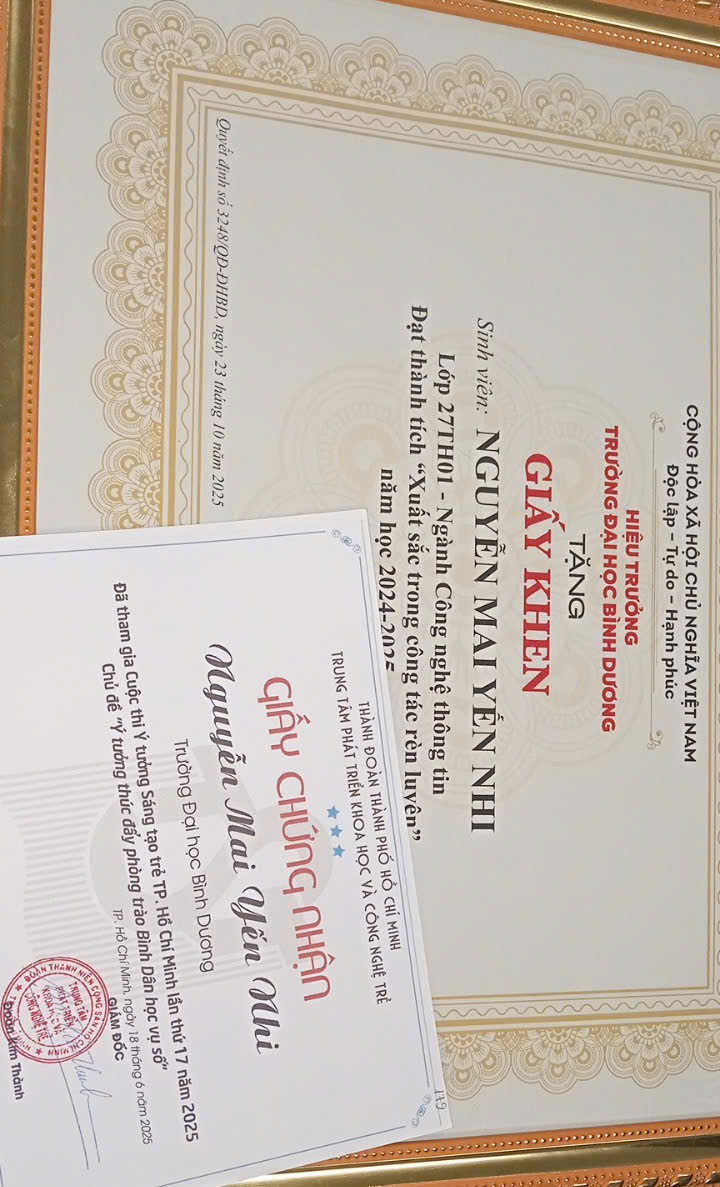 CỘNG HÒA XÃ HỘI CHỦ NGHĨA VIỆT NAM
Độc lập – Tự do – Hạnh phúc
HIỆU TRƯỞNG
TRƯỜNG ĐẠI HỌC BÌNH DƯƠNG
TẶNG
GIẤY KHEN
Sinh viên: NGUYỄN MAI YẾN NHI
Lớp 27TH01 - Ngành Công nghệ thông tin
Đạt thành tích “Xuất sắc trong công tác rèn luyện”
năm học 2024-2025
Quyết định số 3248/QD-ĐHBD, ngày 23 tháng 10 năm 2025
179
THÀNH ĐOÀN THÀNH PHỐ HỒ CHÍ MINH
TRUNG TÂM PHÁT TRIỂN KHOA HỌC VÀ CÔNG NGHỆ TRẺ
GIẤY CHỨNG NHẬN
Nguyễn Mai Yến Nhi
Trường Đại học Bình Dương
Đã tham gia Cuộc thi Ý tưởng Sáng tạo trẻ TP. Hồ Chí Minh lần thứ 17 năm 2025
Chủ đề “Ý tưởng thúc đẩy phong trào Bình Dân học vụ số”
TP. Hồ Chí Minh, ngày 18 tháng 6 năm 2025
GIÁM ĐỐC
ĐOÀN THANH NIÊN CỘNG SẢN HỒ CHÍ MINH
TRUNG TÂM
PHÁT TRIỂN
KHOA HỌC VÀ
CÔNG NGHỆ TRẺ
Đoàn Kim Thành